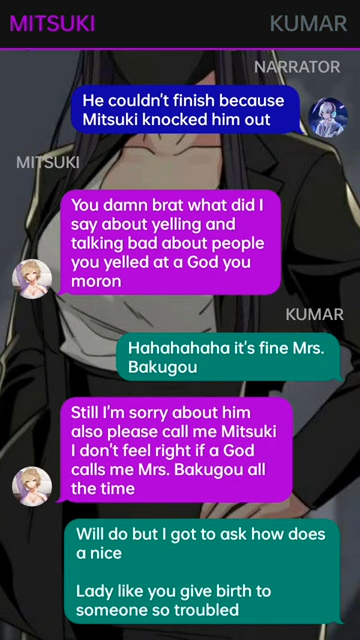 MITSUKI
KUMAR
NARRATOR
He couldn't finish because
Mitsuki knocked him out
MITSUKI
You damn brat what did I
say about yelling and
talking bad about people
you yelled at a God you
moron
KUMAR
Hahahahaha it's fine Mrs.
Bakugou
Still I'm sorry about him
also please call me Mitsuki
I don't feel right if a God
calls me Mrs. Bakugou all
the time
Will do but I got to ask how does
a nice
Lady like you give birth to
someone so troubled